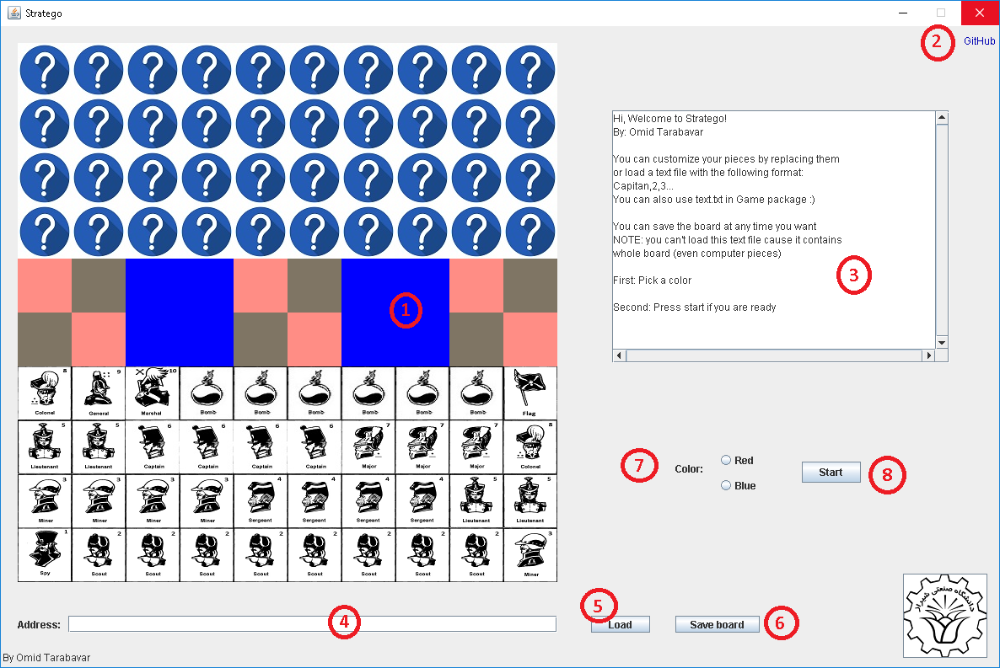 Stratego
2
GitHub
Hi, Welcome to Stratego!
By: Omid Tarabavar
You can customize your pieces by replacing them
or load a text file with the following format:
Capitan,2,3...
You can also use text.txt in Game package :)
You can save the board at any time you want
NOTE: you can't load this text file cause it contains
whole board (even computer pieces)
First: Pick a color
Second: Press start if you are ready
3
? ? ? ? ? ? ? ? ? ?
? ? ? ? ? ? ? ? ? ?
? ? ? ? ? ? ? ? ? ?
? ? ? ? ? ? ? ? ? ?
1
8 9 10
Colonel General Marshal Bomb Bomb Bomb Bomb Bomb Bomb Flag
5 5 6 6 6 6 7 7 7 8
Lieutenant Lieutenant Captain Captain Captain Captain Major Major Major Colonel
3 3 3 3 4 4 4 4 5 5
Miner Miner Miner Miner Sergeant Sergeant Sergeant Sergeant Lieutenant Lieutenant
1 2 2 2 2 2 2 2 2 3
Spy Scout Scout Scout Scout Scout Scout Scout Scout Miner
7
Color:
Red
Blue
Start
8
Address:
4
5
Load
Save board
6
دانشگاه صنعتی شیراز
By Omid Tarabavar